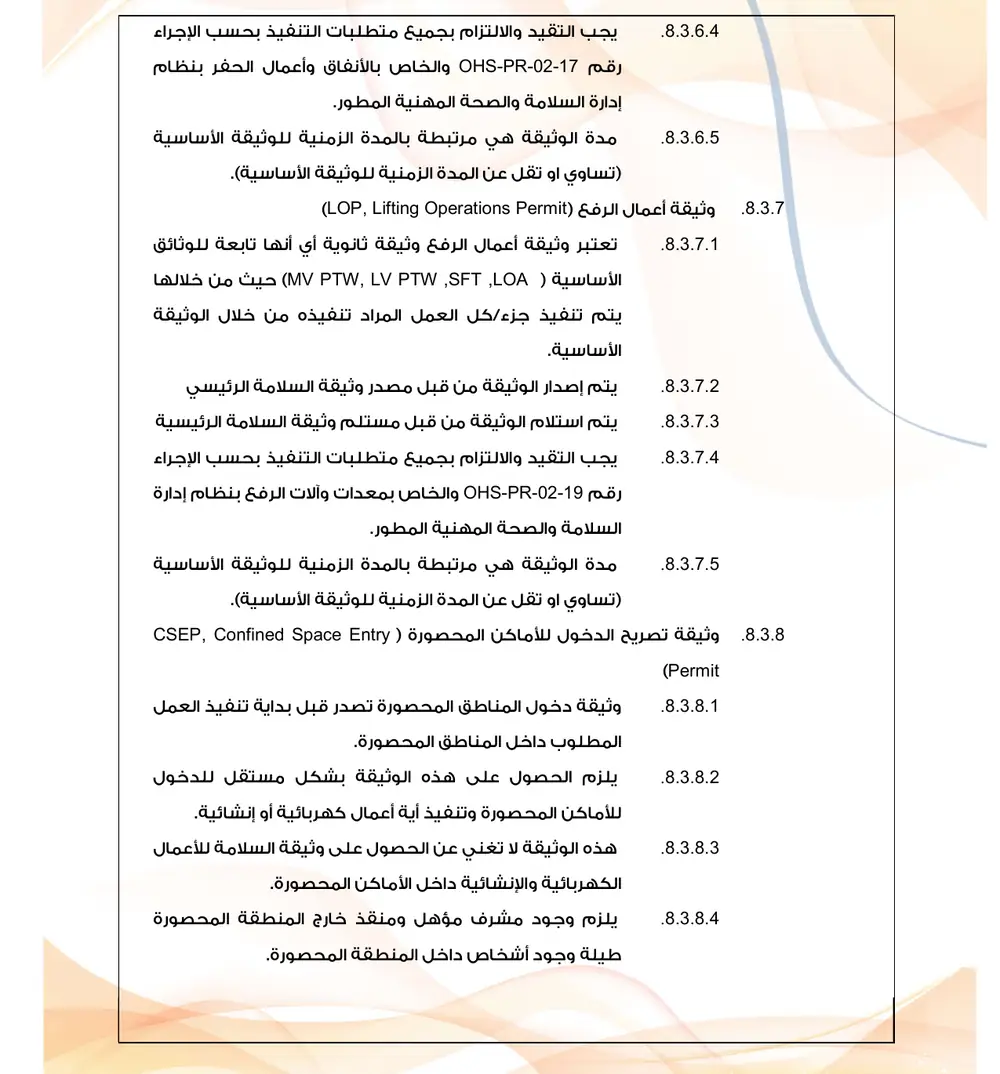 8.3.6.4. يجب التقيد والالتزام بجميع متطلبات التنفيذ بحسب الإجراء
رقم OHS-PR-02-17 والخاص بالأنفاق وأعمال الحفر بنظام
إدارة السلامة والصحة المهنية المطور.
8.3.6.5. مدة الوثيقة هي مرتبطة بالمدة الزمنية للوثيقة الأساسية
(تساوي او تقل عن المدة الزمنية للوثيقة الأساسية).
8.3.7. وثيقة أعمال الرفع (LOP, Lifting Operations Permit)
8.3.7.1. تعتبر وثيقة أعمال الرفع وثيقة ثانوية أي أنها تابعة للوثائق
الأساسية ( MV PTW, LV PTW ,SFT ,LOA) حيث من خلالها
يتم تنفيذ جزء/كل العمل المراد تنفيذه من خلال الوثيقة
الأساسية.
8.3.7.2. يتم إصدار الوثيقة من قبل مصدر وثيقة السلامة الرئيسي
8.3.7.3. يتم استلام الوثيقة من قبل مستلم وثيقة السلامة الرئيسية
8.3.7.4. يجب التقيد والالتزام بجميع متطلبات التنفيذ بحسب الإجراء
رقم OHS-PR-02-19 والخاص بمعدات وآلات الرفع بنظام إدارة
السلامة والصحة المهنية المطور.
8.3.7.5. مدة الوثيقة هي مرتبطة بالمدة الزمنية للوثيقة الأساسية
(تساوي او تقل عن المدة الزمنية للوثيقة الأساسية).
8.3.8. وثيقة تصريح الدخول للأماكن المحصورة ( CSEP, Confined Space Entry
Permit)
8.3.8.1. وثيقة دخول المناطق المحصورة تصدر قبل بداية تنفيذ العمل
المطلوب داخل المناطق المحصورة.
8.3.8.2. يلزم الحصول على هذه الوثيقة بشكل مستقل للدخول
للأماكن المحصورة وتنفيذ أية أعمال كهربائية أو إنشائية.
8.3.8.3. هذه الوثيقة لا تغني عن الحصول على وثيقة السلامة للأعمال
الكهربائية والإنشائية داخل الأماكن المحصورة.
8.3.8.4. يلزم وجود مشرف مؤهل ومنقذ خارج المنطقة المحصورة
طيلة وجود أشخاص داخل المنطقة المحصورة.